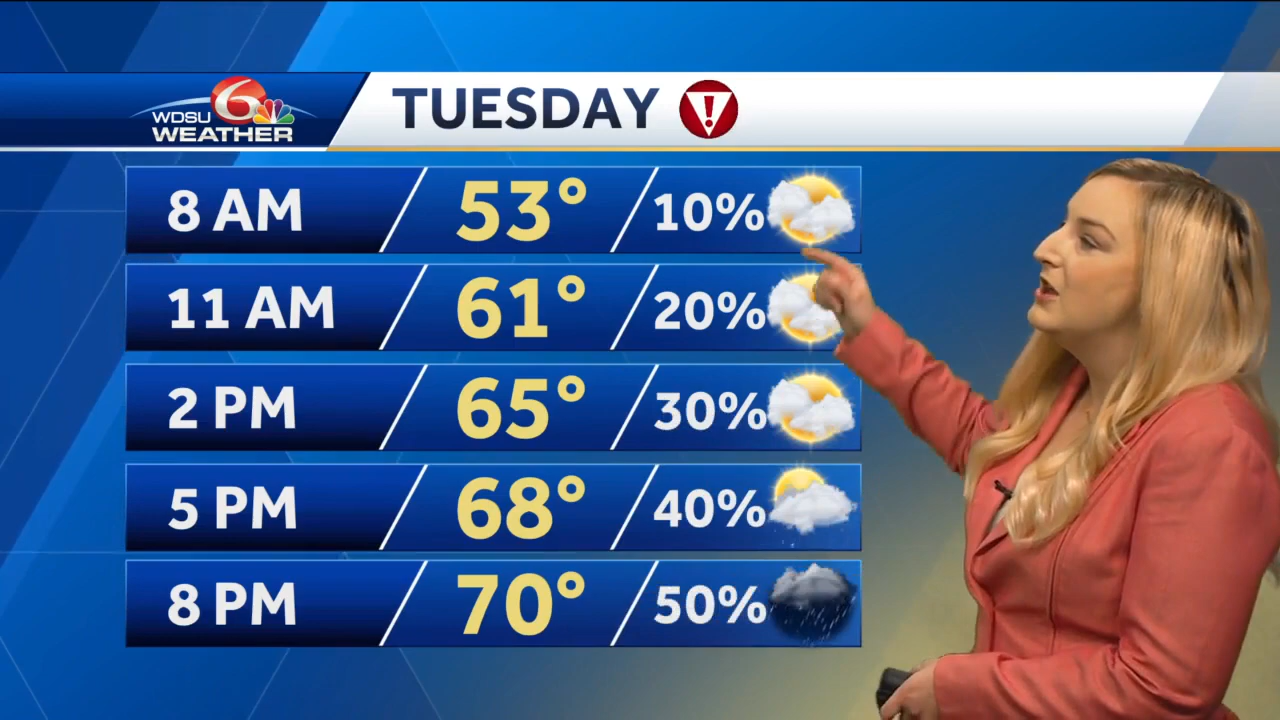 WDSU 6
WEATHER
TUESDAY !
8 AM 53° 10%
11 AM 61° 20%
2 PM 65° 30%
5 PM 68° 40%
8 PM 70° 50%